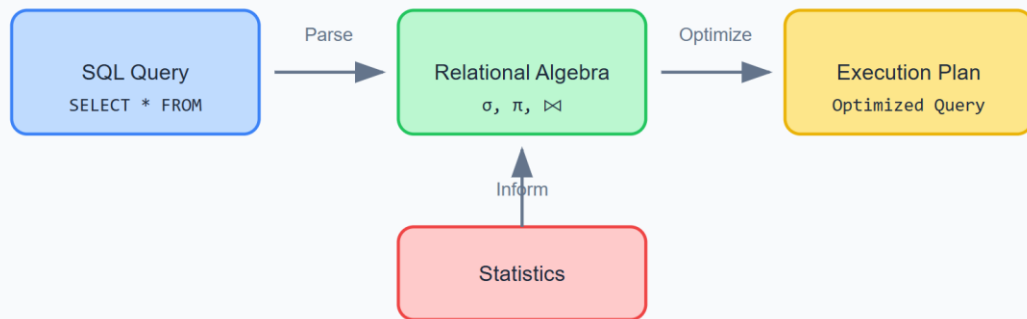 Parse
Optimize
SQL Query
SELECT * FROM
Relational Algebra
σ, π, ⋈
Execution Plan
Optimized Query
Inform
Statistics